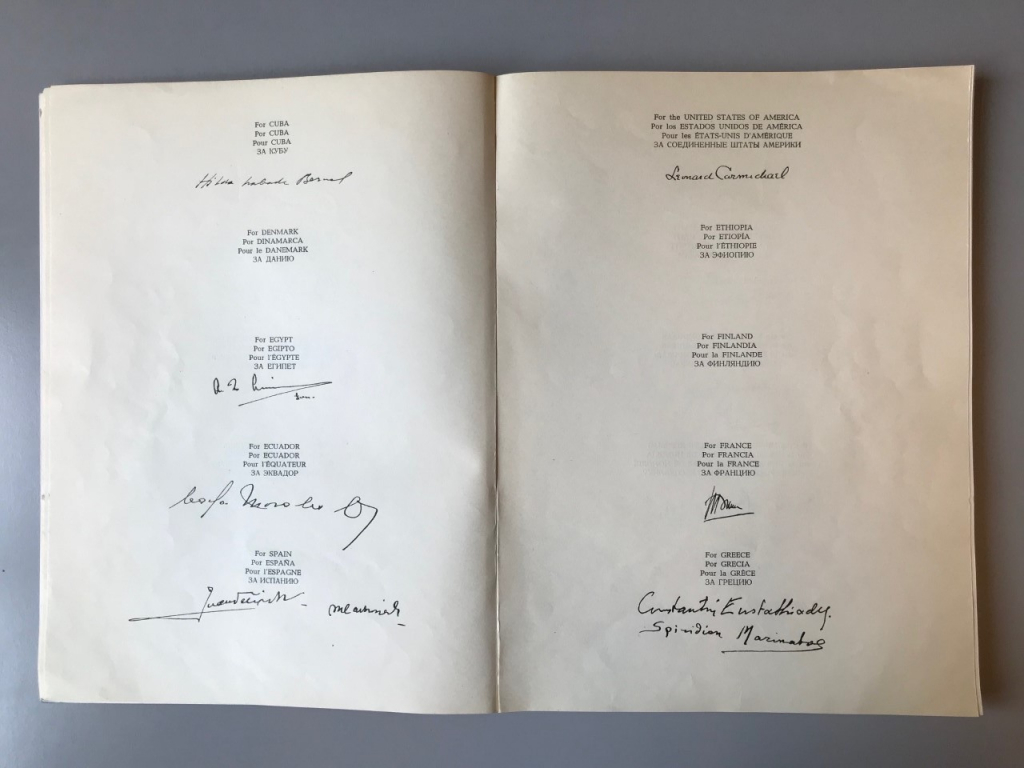 For CUBA
Por CUBA
Pour CUBA
ЗА КУБУ
Hilda Labrada Bernal
For DENMARK
Por DINAMARCA
Pour le DANEMARK
ЗА ДАНИЮ
For EGYPT
Por EGIPTO
Pour l'ÉGYPTE
ЗА ЕГИПЕТ
For ECUADOR
Por ECUADOR
Pour l'ÉQUATEUR
ЗА ЭКВАДОР
For SPAIN
Por ESPAÑA
Pour l'ESPAGNE
ЗА ИСПАНИЮ
For the UNITED STATES OF AMERICA
Por los ESTADOS UNIDOS DE AMÉRICA
Pour les ÉTATS-UNIS D'AMÉRIQUE
ЗА СОЕДИНЕННЫЕ ШТАТЫ АМЕРИКИ
Leonard Carmichael
For ETHIOPIA
Por ETIOPÍA
Pour l'ÉTHIOPIE
ЗА ЭФИОПИЮ
For FINLAND
Por FINLANDIA
Pour la FINLANDE
ЗА ФИНЛЯНДИЮ
For FRANCE
Por FRANCIA
Pour la FRANCE
ЗА ФРАНЦИЮ
For GREECE
Por GRECIA
Pour la GRÈCE
ЗА ГРЕЦИЮ
Constantin Eustathiades
Spiridion Marinatos